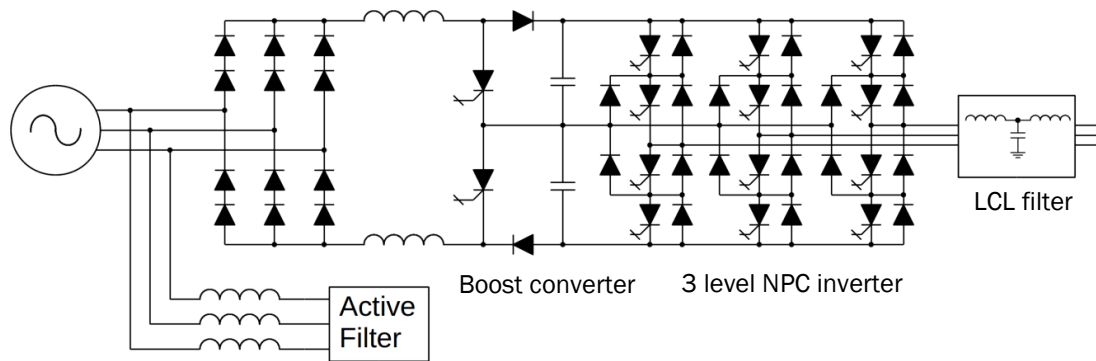 Boost converter
3 level NPC inverter
LCL filter
Active
Filter